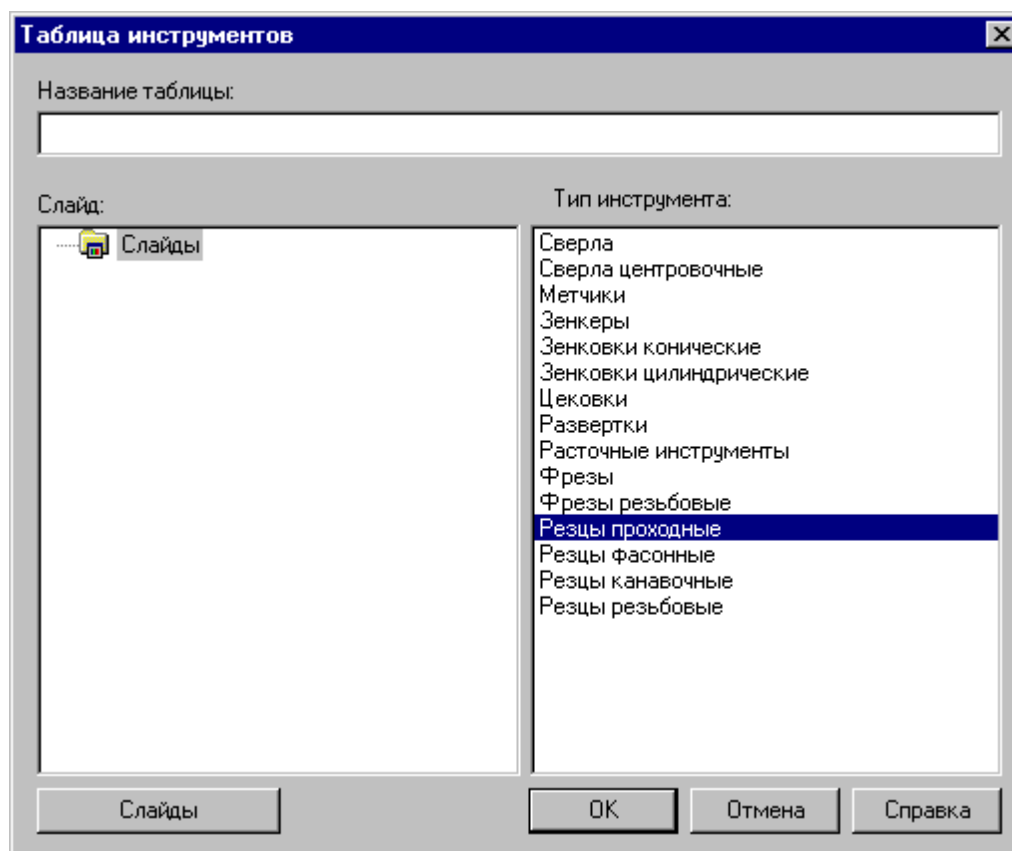 Таблица инструментов
Название таблицы:
Слайд:
Слайды
Тип инструмента:
Сверла
Сверла центровочные
Метчики
Зенкеры
Зенковки конические
Зенковки цилиндрические
Цековки
Развертки
Расточные инструменты
Фрезы
Фрезы резьбовые
Резцы проходные
Резцы фасонные
Резцы канавочные
Резцы резьбовые
Слайды
OK
Отмена
Справка